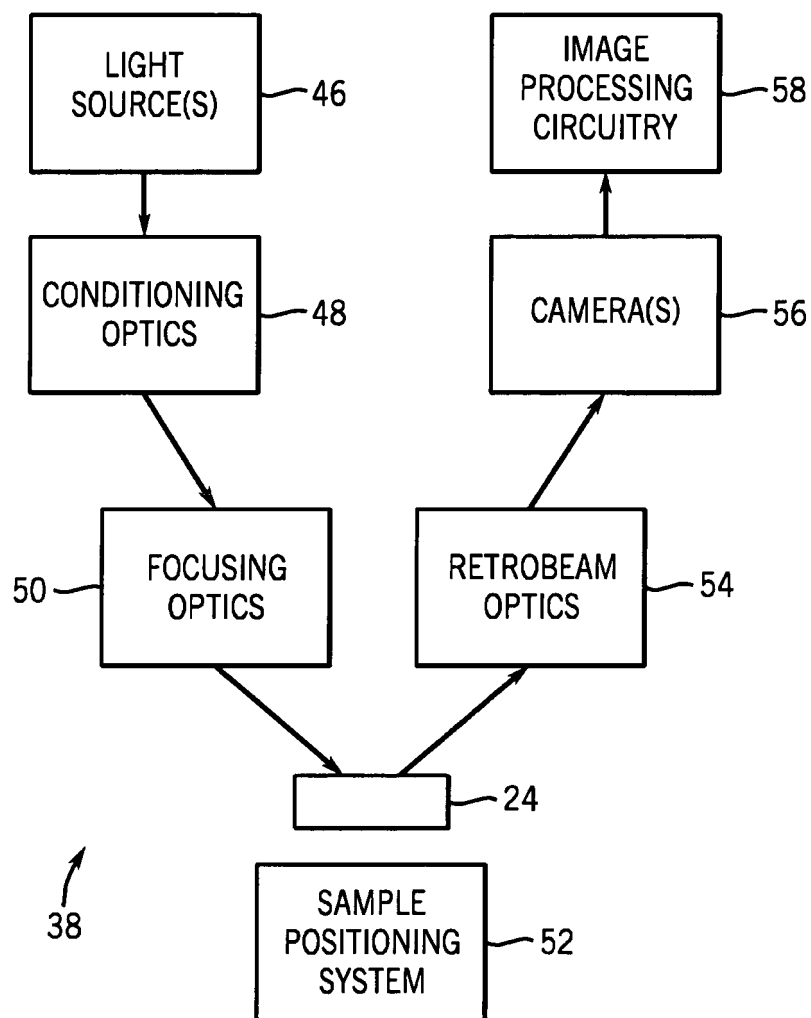 LIGHT
SOURCE(S)
46
IMAGE
PROCESSING
CIRCUITRY
58
CONDITIONING
OPTICS
48
CAMERA(S)
56
50
FOCUSING
OPTICS
RETROBEAM
OPTICS
54
24
38
SAMPLE
POSITIONING
SYSTEM
52